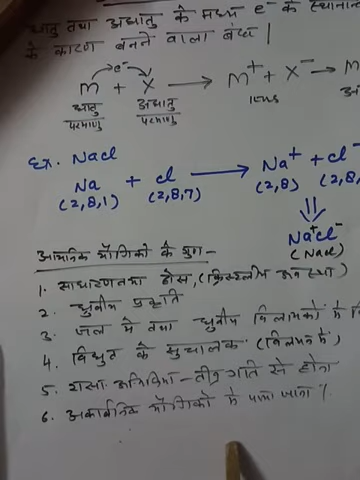 धातु तथा अधातु के मध्य e⁻ के
के कारण बनने वाला बंध |
e⁻
M + X → M⁺ + X⁻ → M
धातु अधातु ions
परमाणु परमाणु
Ex. NaCl
Na + Cl → Na⁺ + Cl⁻
(2,8,1) (2,8,7) (2,8) (2,8,
⇓
Na⁺Cl⁻
(NaCl)
आयनिक यौगिकों के गुण -
1. साधारणतया ठोस, (क्रिस्टलीय अवस्था)
2. ध्रुवीय प्रकृति
3. जल में तथा ध्रुवीय विलायकों में
4. विद्युत के सुचालक (विलयन में)
5. रासा. अभिक्रिया - तीव्र गति से होना
6. अकार्बनिक यौगिकों में पाया जाना |